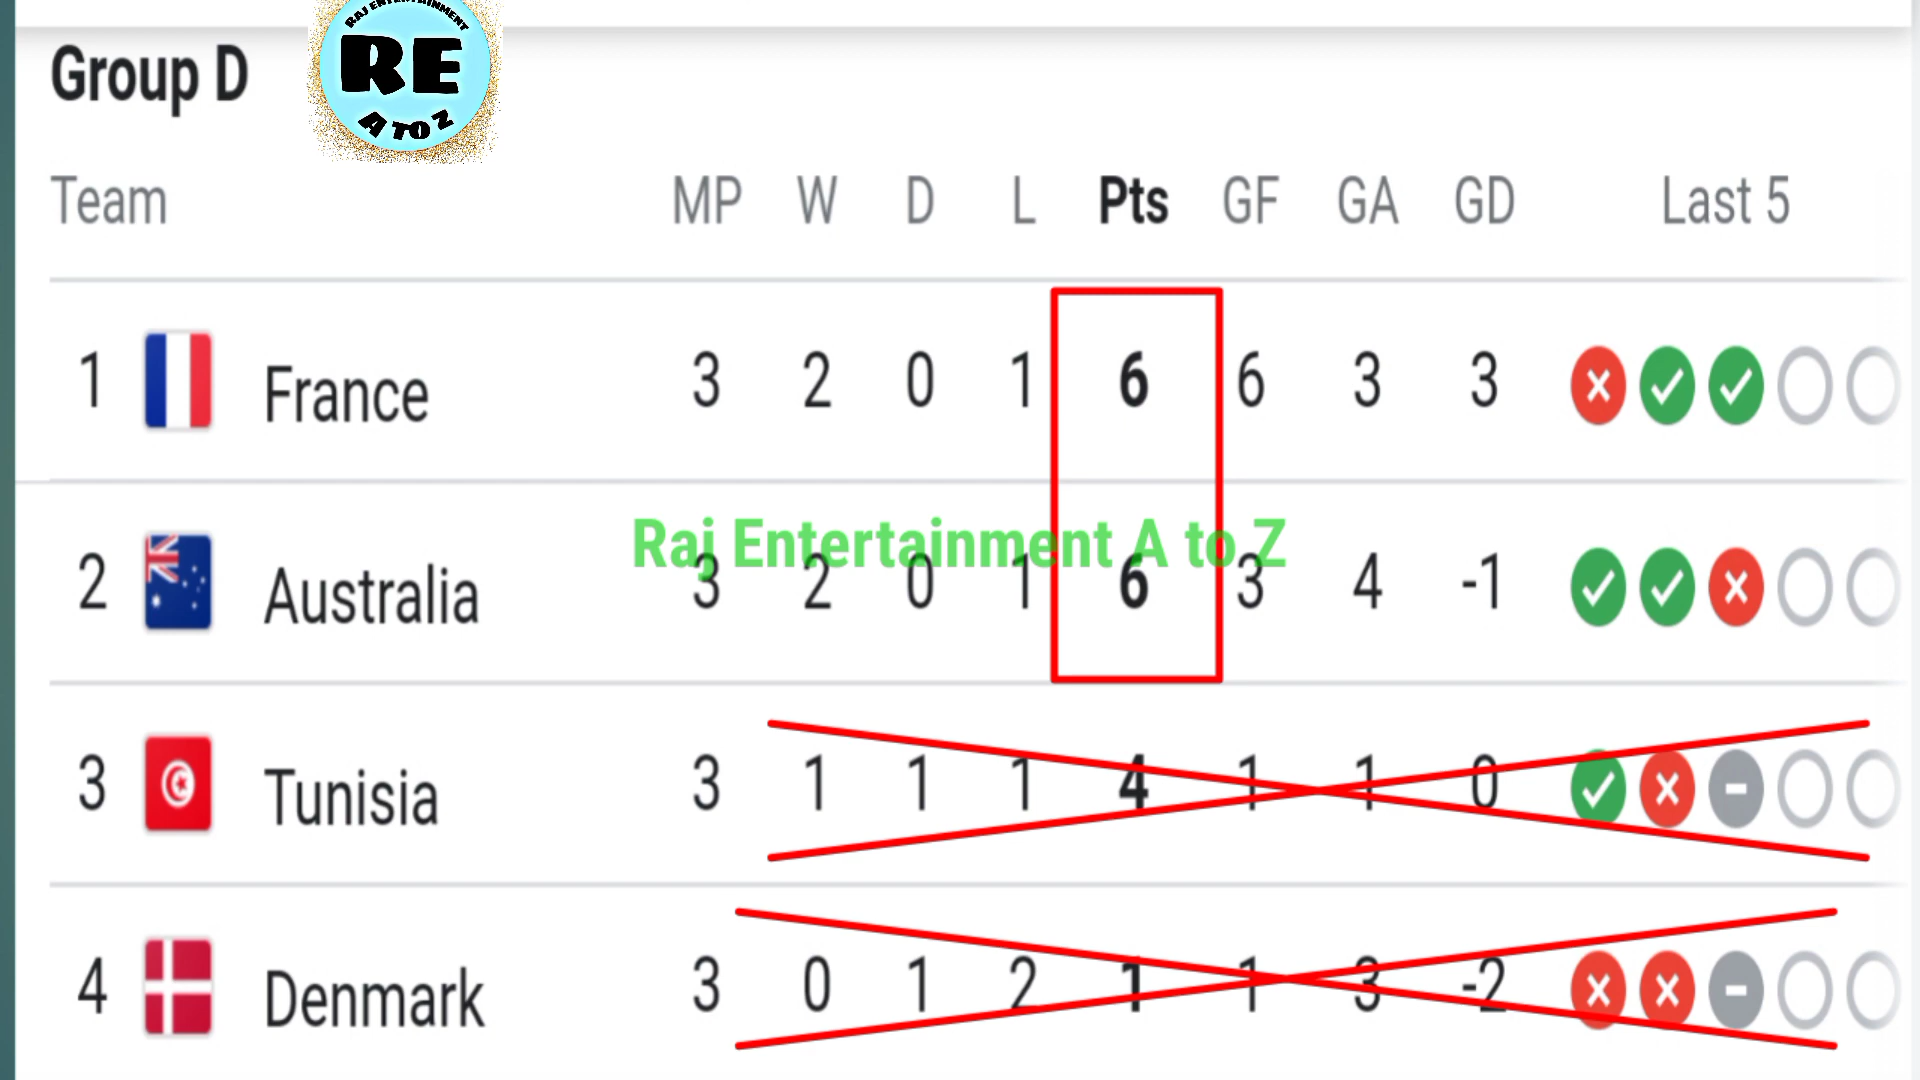 RAJ ENTERTAINMENT
RE
A TO Z
Group D
Team MP W D L Pts GF GA GD Last 5
1 France 3 2 0 1 6 6 3 3
Raj Entertainment A to Z
2 Australia 3 2 0 1 6 3 4 -1
3 Tunisia 3 1 1 1 4 1 1 0
4 Denmark 3 0 1 2 1 1 3 -2